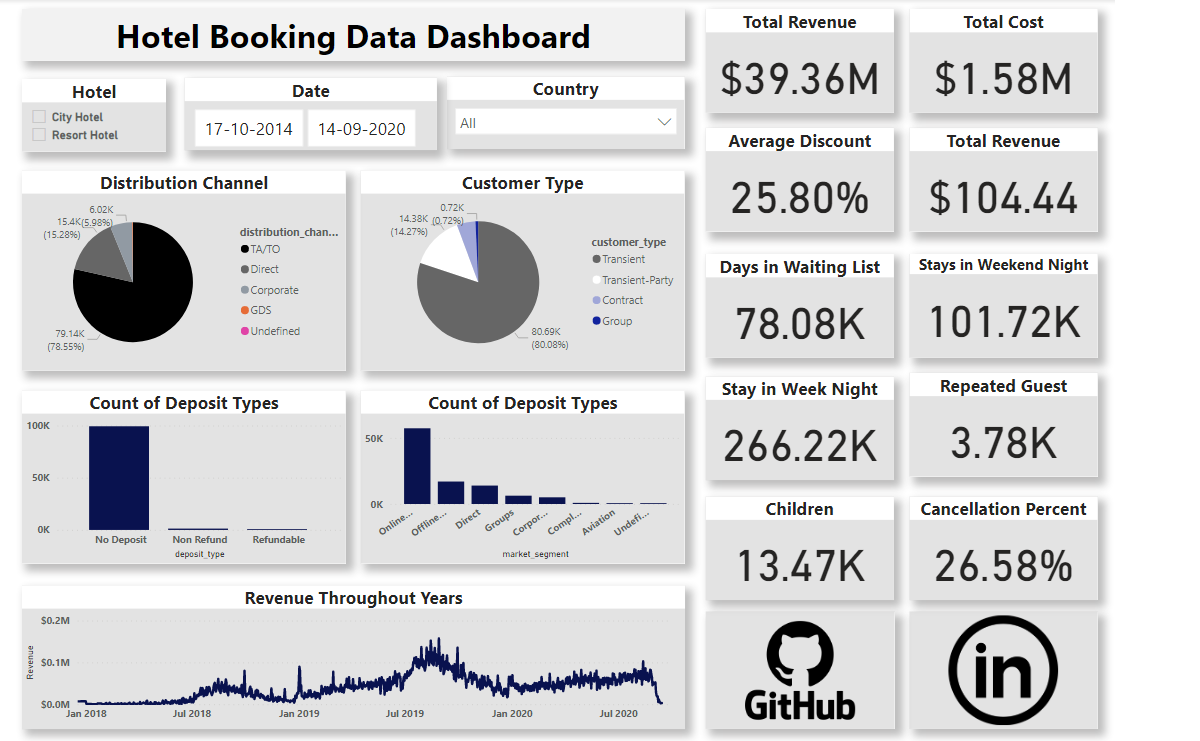 Hotel Booking Data Dashboard
Hotel
City Hotel
Resort Hotel
Date
17-10-2014
14-09-2020
Country
All
Distribution Channel
6.02K
(5.98%)
15.4K
(15.28%)
79.14K
(78.55%)
distribution_chan...
TA/TO
Direct
Corporate
GDS
Undefined
Customer Type
0.72K
(0.72%)
14.38K
(14.27%)
80.69K
(80.08%)
customer_type
Transient
Transient-Party
Contract
Group
Count of Deposit Types
100K
50K
0K
No Deposit
Non Refund
Refundable
deposit_type
Count of Deposit Types
50K
0K
Online...
Offline...
Direct
Groups
Corpor...
Compl...
Aviation
Undefi...
market_segment
Revenue Throughout Years
Revenue
$0.2M
$0.1M
$0.0M
Jan 2018
Jul 2018
Jan 2019
Jul 2019
Jan 2020
Jul 2020
Total Revenue
$39.36M
Total Cost
$1.58M
Average Discount
25.80%
Total Revenue
$104.44
Days in Waiting List
78.08K
Stays in Weekend Night
101.72K
Stay in Week Night
266.22K
Repeated Guest
3.78K
Children
13.47K
Cancellation Percent
26.58%
GitHub
in